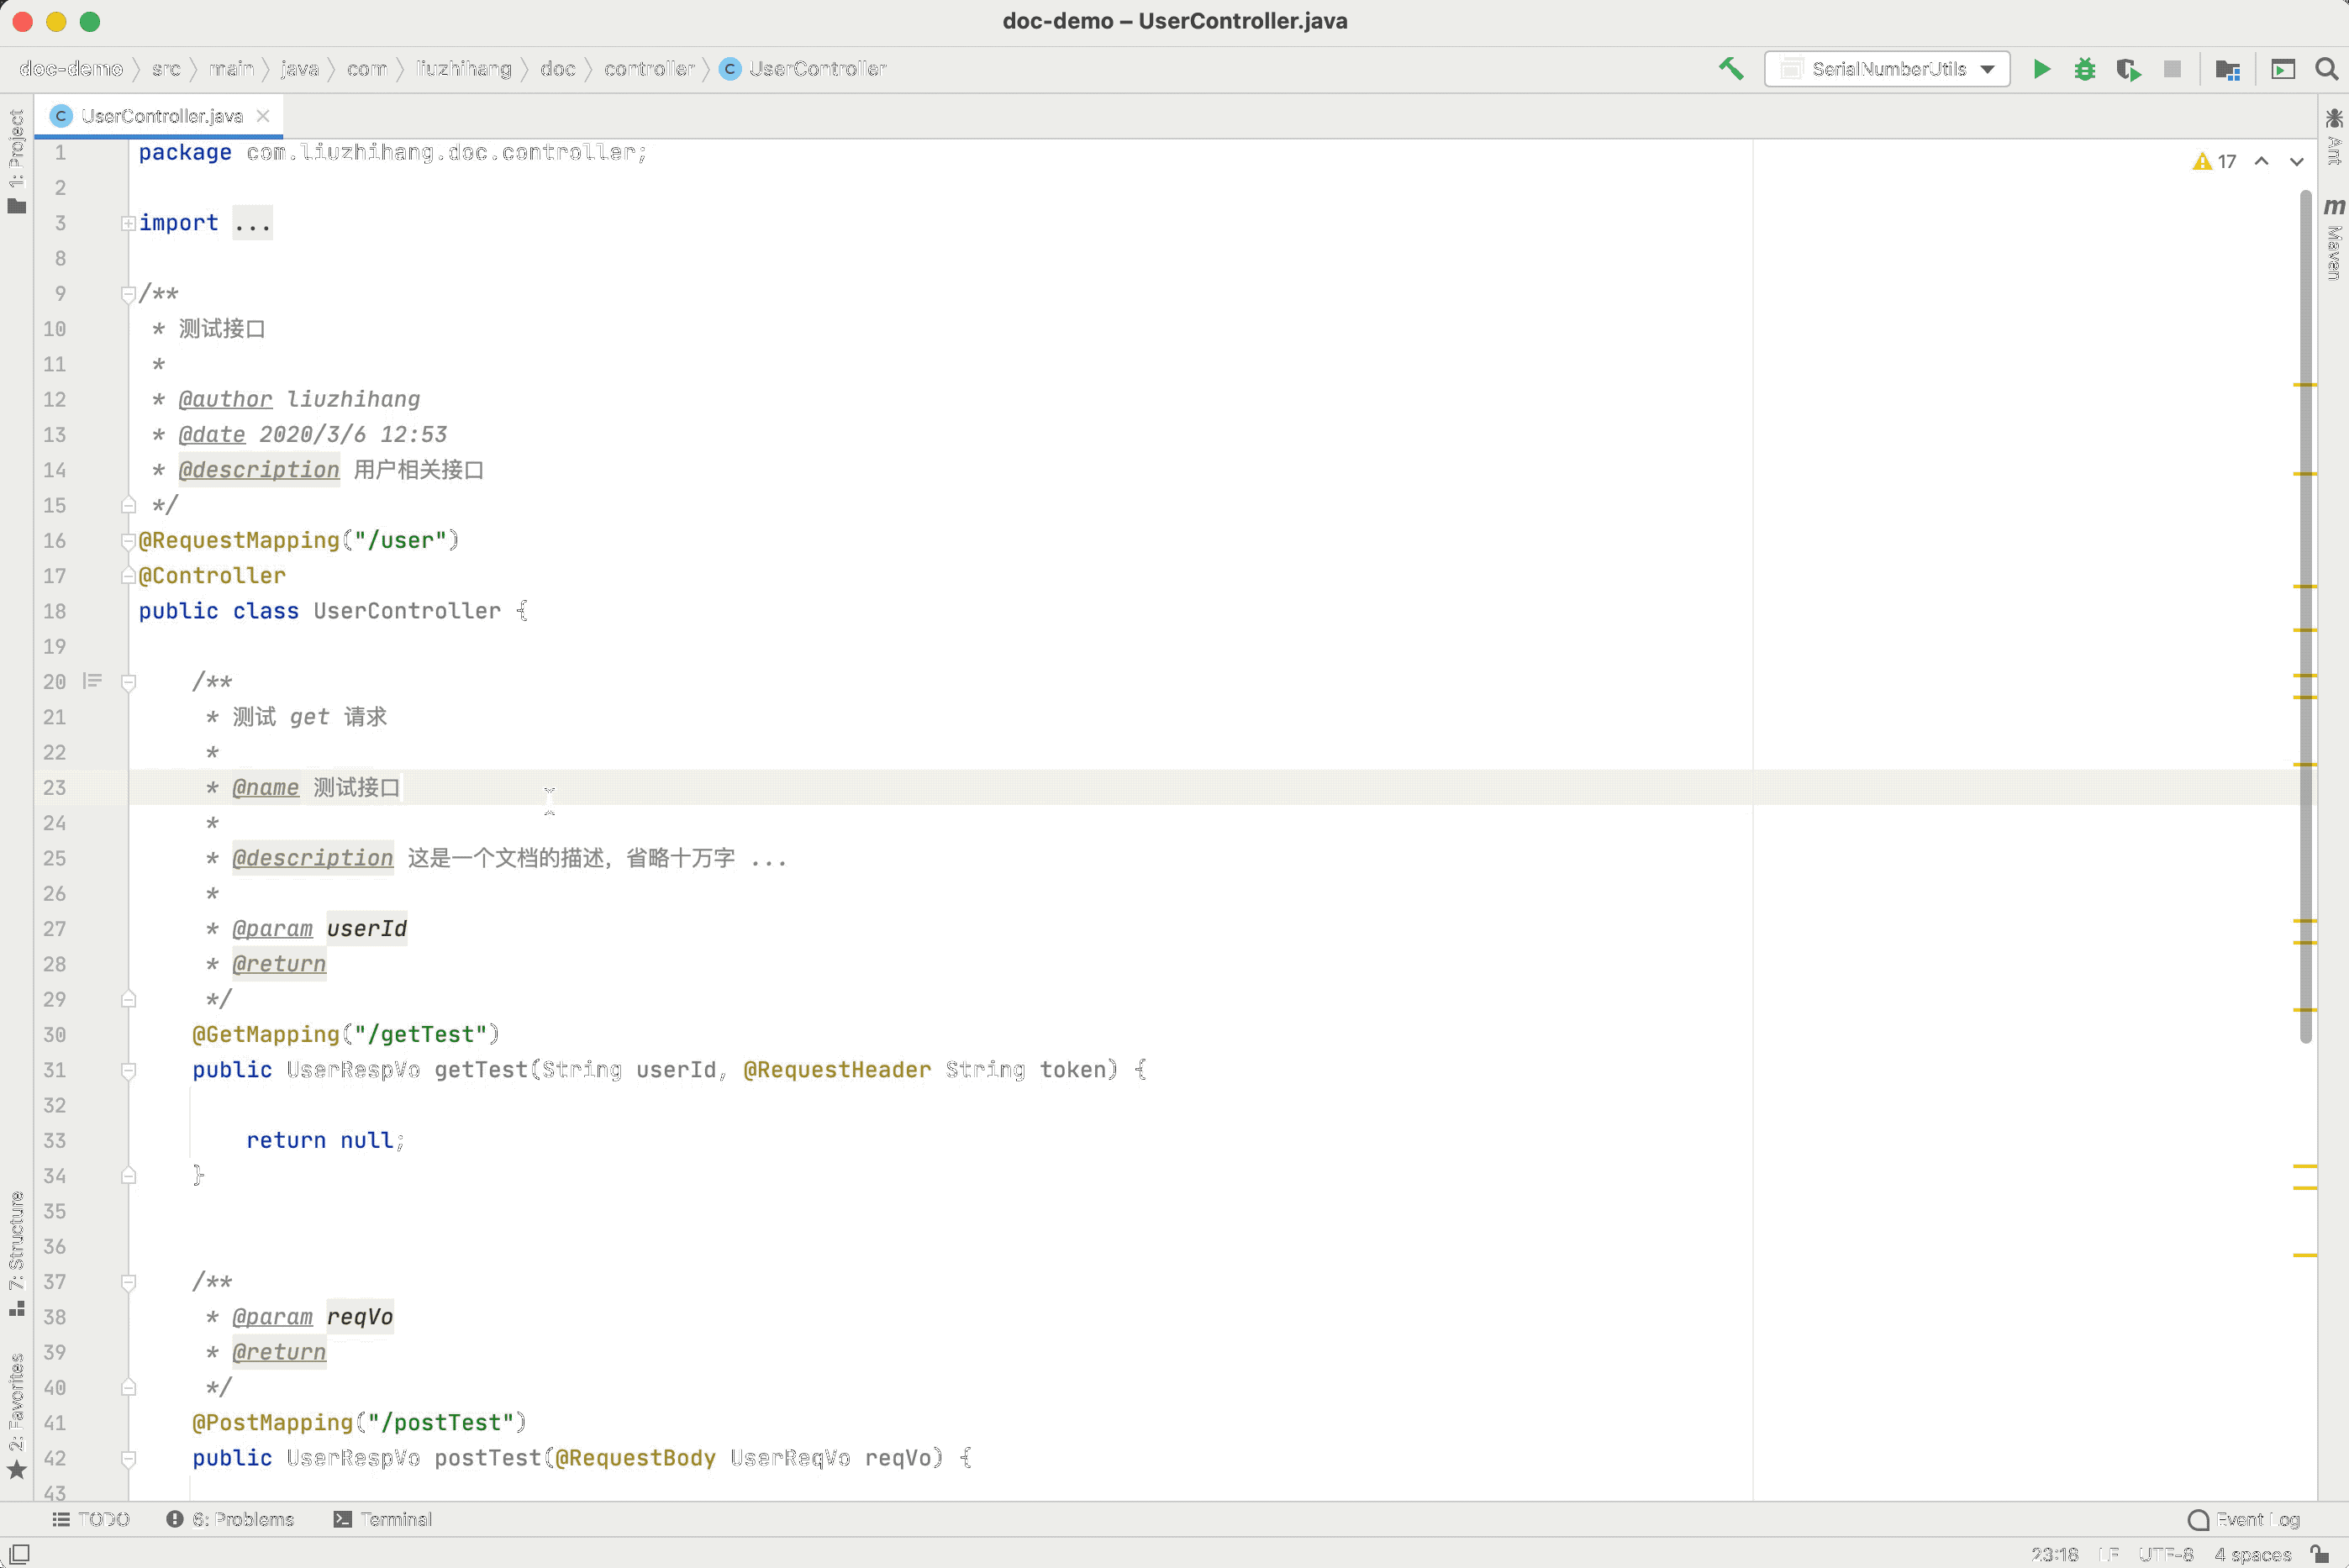 doc-demo – UserController.java
doc-demo src main java com liuzhihang doc controller UserController
SerialNumberUtils
UserController.java
1: Project
7: Structure
2: Favorites
Ant
Maven
17
1 package com.liuzhihang.doc.controller;
2
3 import ...
8
9 /**
10 * 测试接口
11 *
12 * @author liuzhihang
13 * @date 2020/3/6 12:53
14 * @description 用户相关接口
15 */
16 @RequestMapping("/user")
17 @Controller
18 public class UserController {
19
20 /**
21 * 测试 get 请求
22 *
23 * @name 测试接口
24 *
25 * @description 这是一个文档的描述，省略十万字 ...
26 *
27 * @param userId
28 * @return
29 */
30 @GetMapping("/getTest")
31 public UserRespVo getTest(String userId, @RequestHeader String token) {
32
33 return null;
34 }
35
36
37 /**
38 * @param reqVo
39 * @return
40 */
41 @PostMapping("/postTest")
42 public UserRespVo postTest(@RequestBody UserReqVo reqVo) {
43
TODO 6: Problems Terminal Event Log
23:18 LF UTF-8 4 spaces